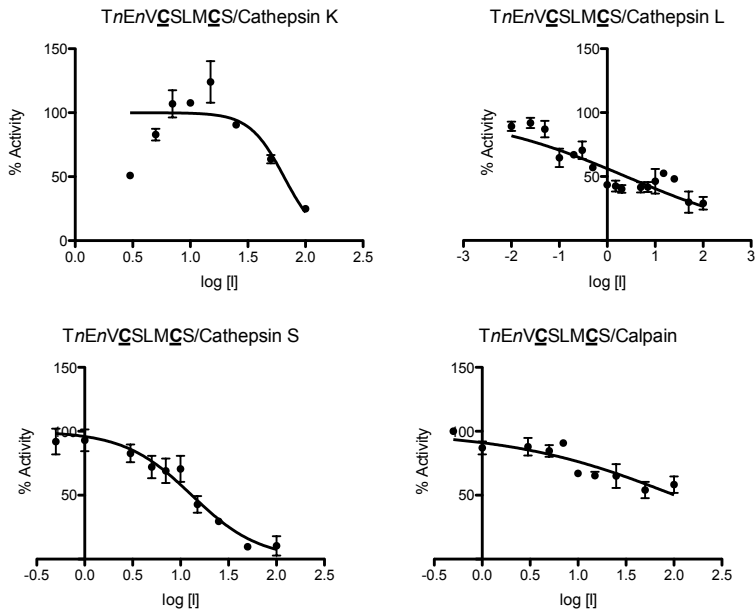 TnEnVCSLMCS/Cathepsin K
150
100
50
0
% Activity
0.0 0.5 1.0 1.5 2.0 2.5
log [I]
TnEnVCSLMCS/Cathepsin L
150
100
50
% Activity
-3 -2 -1 0 1 2 3
log [I]
TnEnVCSLMCS/Cathepsin S
150
100
50
% Activity
-0.5 0.0 0.5 1.0 1.5 2.0 2.5
log [I]
TnEnVCSLMCS/Calpain
150
100
50
% Activity
-0.5 0.0 0.5 1.0 1.5 2.0 2.5
log [I]